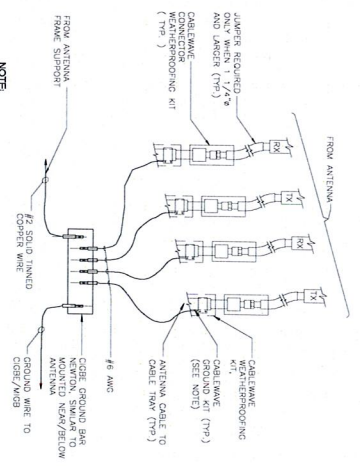 FROM ANTENNA
JUMPER REQUIRED
ONLY WHEN 1 1/4"ø
AND LARGER (TYP.)
CABLEWAVE
CONNECTOR
WEATHERPROOFING KIT
( TYP. )
RX
TX
RX
TX
CABLEWAVE
WEATHERPROOFING
KIT.
CABLEWAVE
GROUND KIT (TYP.)
(SEE NOTE)
ANTENNA CABLE TO
CABLE TRAY (TYP)
#6 AWG
CIGBE GROUND BAR
NEWTON, SIMILAR TO
MOUNTED NEAR/BELOW
ANTENNA
GROUND WIRE TO
CIGBE/MIGB
FROM ANTENNA
FRAME SUPPORT
#2 SOLID TINNED
COPPER WIRE
NOTE: